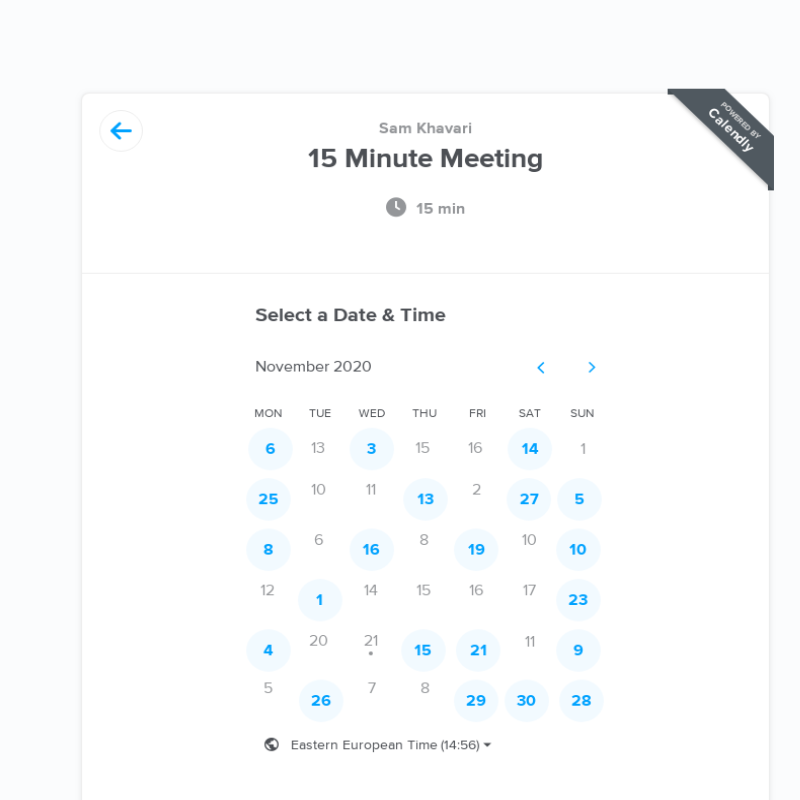 POWERED BY
Calendly
Sam Khavari
15 Minute Meeting
15 min
Select a Date & Time
November 2020
MON TUE WED THU FRI SAT SUN
6 13 3 15 16 14 1
25 10 11 13 2 27 5
8 6 16 8 19 10 10
12 1 14 15 16 17 23
4 20 21 15 21 11 9
5 26 7 8 29 30 28
Eastern European Time (14:56)